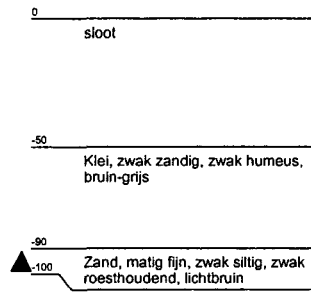 0
sloot
-50
Klei, zwak zandig, zwak humeus,
bruin-grijs
-90
Zand, matig fijn, zwak siltig, zwak
-100
roesthoudend, lichtbruin